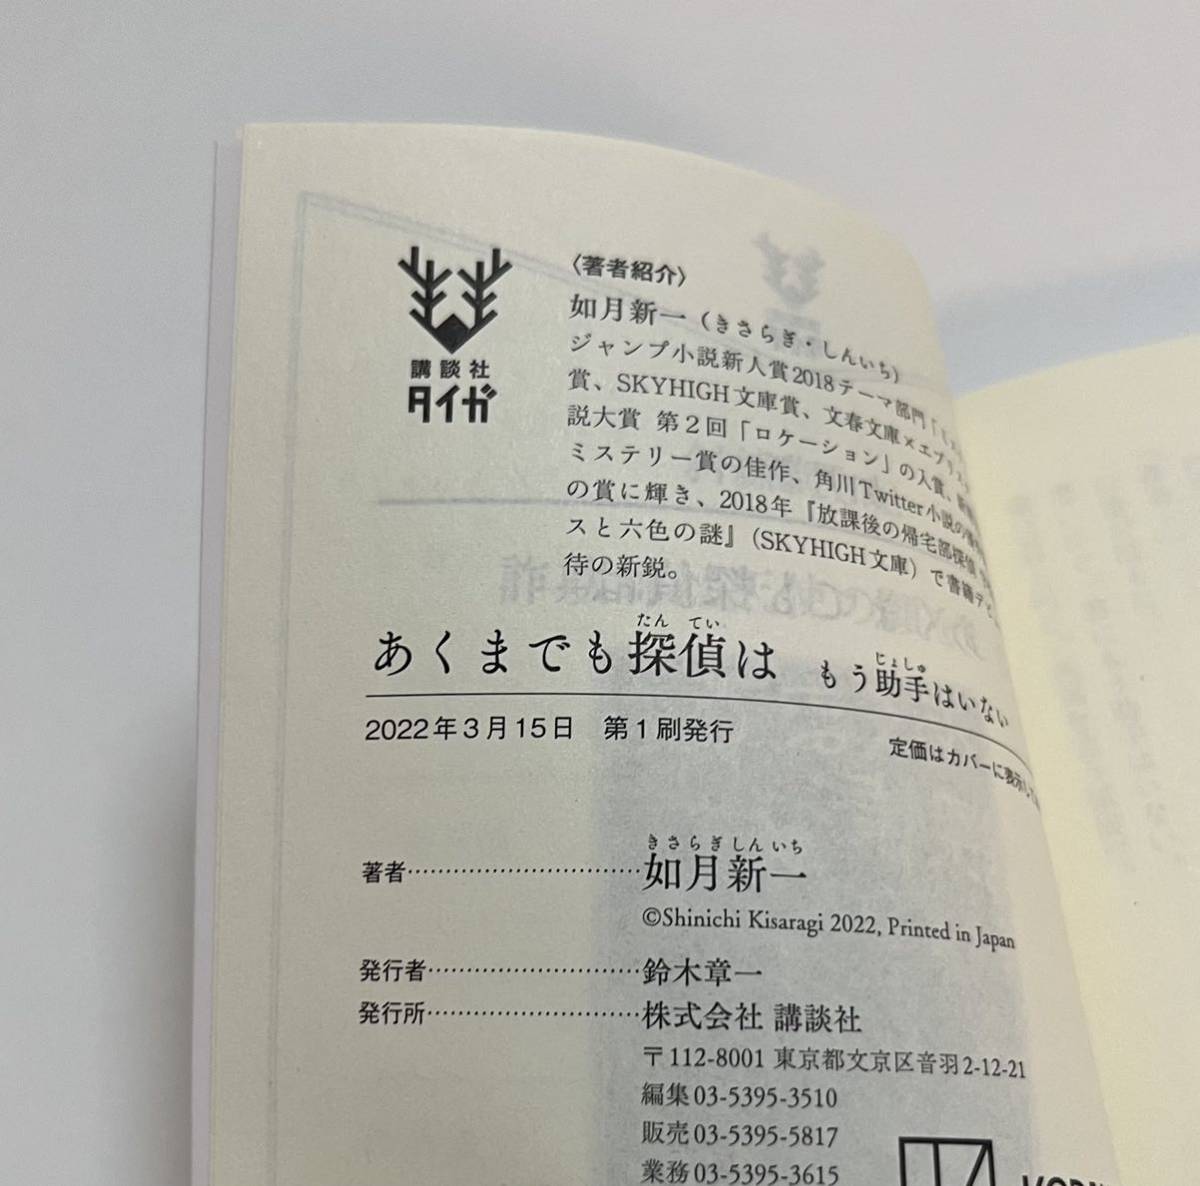 講談社
タイガ
〈著者紹介〉
如月新一（きさらぎ・しんいち）
ジャンプ小説新人賞2018テーマ部門「
賞、SKYHIGH文庫賞、文春文庫×エブリス
説大賞 第2回「ロケーション」の入賞、
ミステリー賞の佳作、角川Twitter小説の
の賞に輝き、2018年『放課後の帰宅部探偵
スと六色の謎』（SKYHIGH文庫）で書籍デビ
待の新鋭。
たん てい
あくまでも探偵は
じょしゅ
もう助手はいない
2022年3月15日 第1刷発行
定価はカバーに表示して
きさらぎ しんいち
著者…………………………如月新一
©Shinichi Kisaragi 2022, Printed in Japan
発行者………………………鈴木章一
発行所………………………株式会社 講談社
〒112-8001 東京都文京区音羽2-12-21
編集 03-5395-3510
販売 03-5395-5817
業務 03-5395-3615